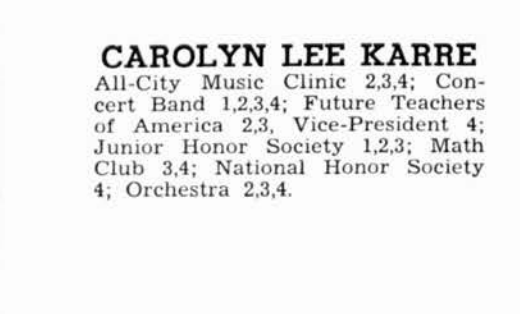 CAROLYN LEE KARRE
All-City Music Clinic 2,3,4; Con-
cert Band 1,2,3,4; Future Teachers
of America 2,3, Vice-President 4;
Junior Honor Society 1,2,3; Math
Club 3,4; National Honor Society
4; Orchestra 2,3,4.